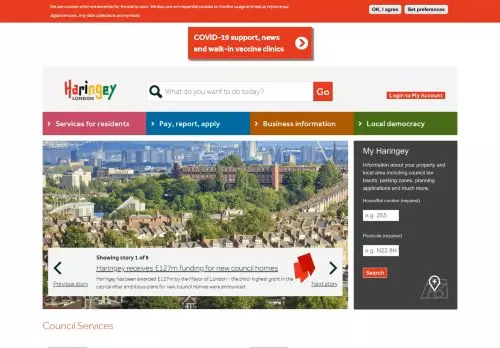 We use cookies which are essential for the site to work. We also use non-essential cookies to monitor usage and help us improve our
digital services. Any data collected is anonymised.
OK, I agree
Set preferences
COVID-19 support, news
and walk-in vaccine clinics
Haringey
LONDON
What do you want to do today?
Go
Login to My Account
Services for residents
Pay, report, apply
Business information
Local democracy
My Haringey
Information about your property and
local area including council tax
bands, parking zones, planning
applications and much more.
House/flat number (required)
e.g. 255
Postcode (required)
e.g. N22 8H
Search
Showing story 1 of 5
Haringey receives £127m funding for new council homes
Haringey has been awarded £127m by the Mayor of London - the third highest grant in the
capital after ambitious plans for new council homes were announced
Previous story
Next story
Council Services